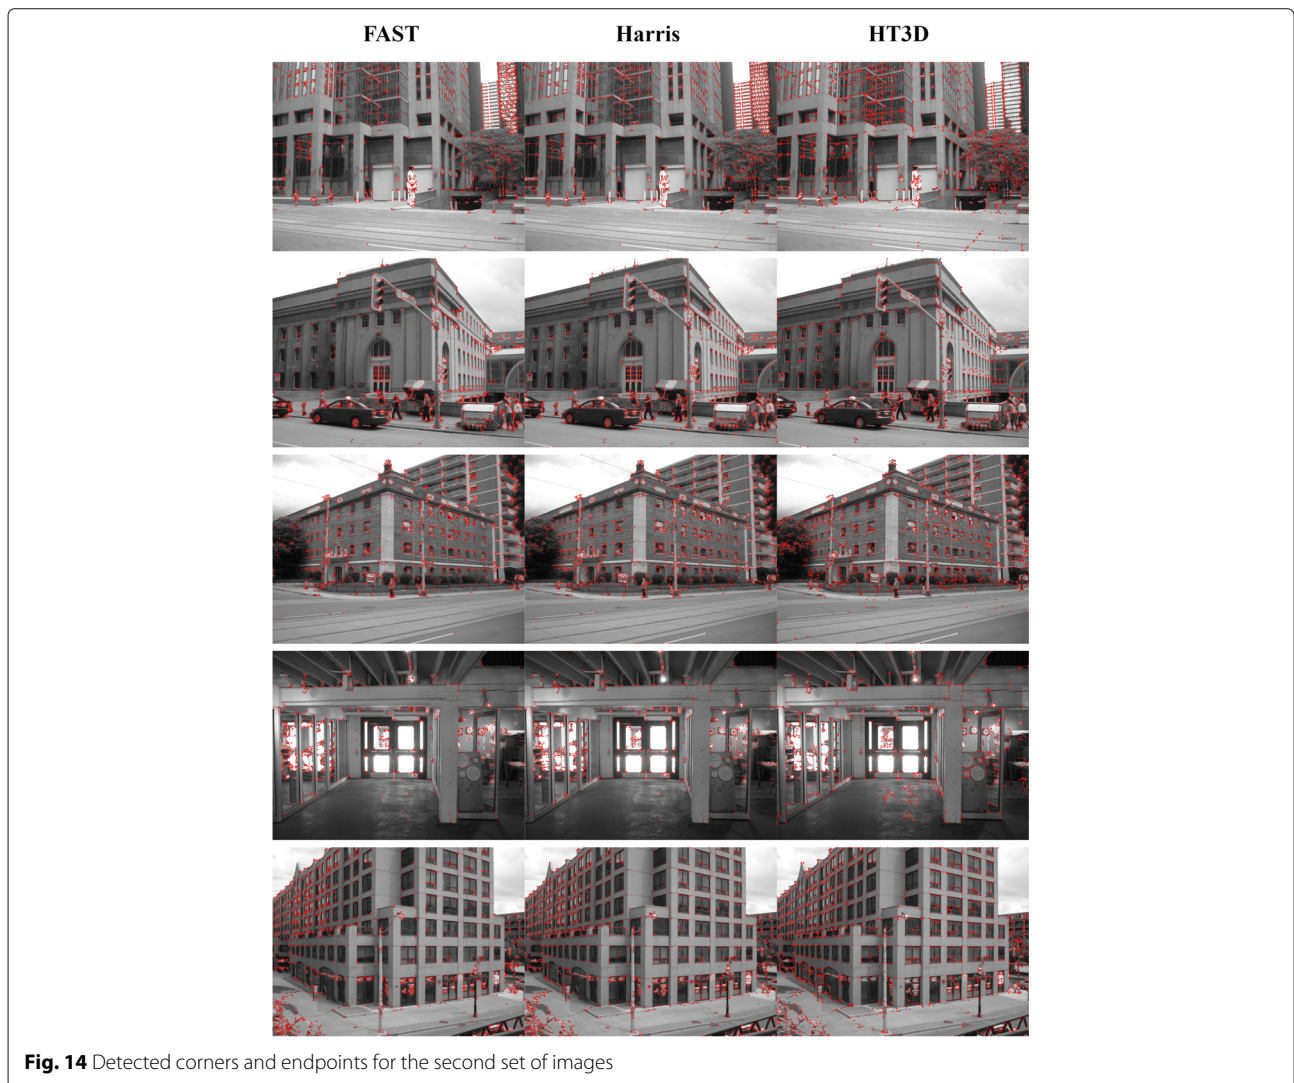 FAST Harris HT3D
Fig. 14 Detected corners and endpoints for the second set of images